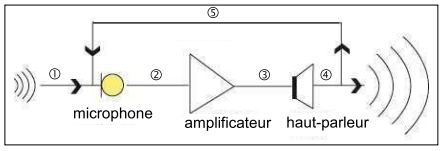 ⑤
① ② ③ ④
microphone amplificateur haut-parleur